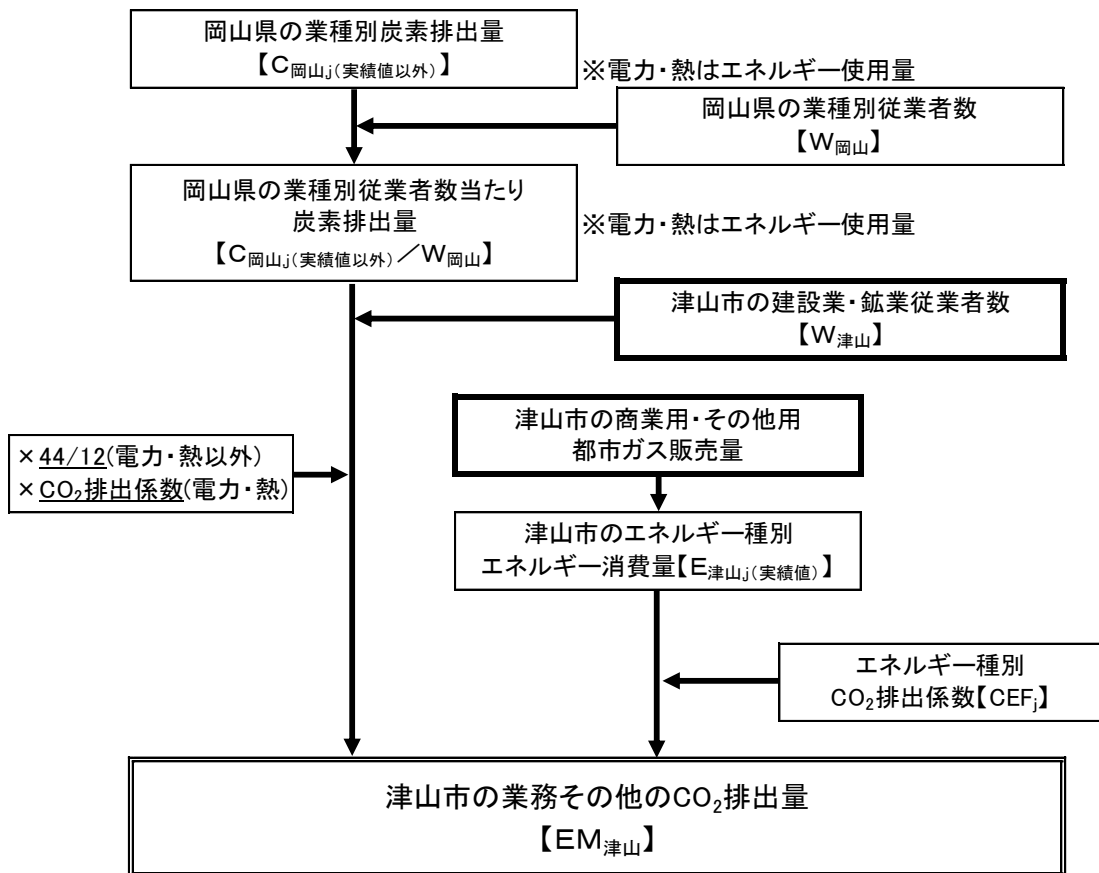 岡山県の業種別炭素排出量
【C岡山j(実績値以外)】
※電力・熱はエネルギー使用量
岡山県の業種別従業者数
【W岡山】
岡山県の業種別従業者数当たり
炭素排出量
【C岡山j(実績値以外)／W岡山】
※電力・熱はエネルギー使用量
津山市の建設業・鉱業従業者数
【W津山】
津山市の商業用・その他用
都市ガス販売量
×44/12(電力・熱以外)
×CO₂排出係数(電力・熱)
津山市のエネルギー種別
エネルギー消費量【E津山j(実績値)】
エネルギー種別
CO₂排出係数【CEFj】
津山市の業務その他のCO₂排出量
【EM津山】